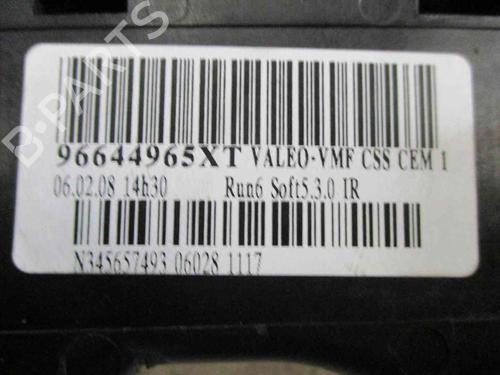 B-PARTS
96644965XT VALEO-VMF CSS CEM 1
06.02.08 14h30 Run6 Soft5.3.0 IR
N345657493 06028 1117